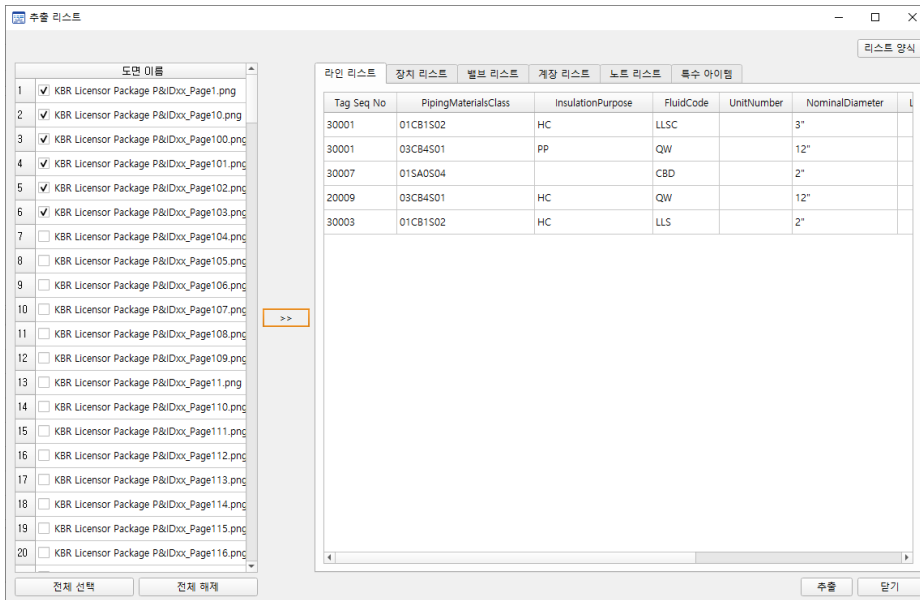 추출 리스트
리스트 양식
도면 이름
1 KBR Licensor Package P&IDxx_Page1.png
2 KBR Licensor Package P&IDxx_Page10.png
3 KBR Licensor Package P&IDxx_Page100.png
4 KBR Licensor Package P&IDxx_Page101.png
5 KBR Licensor Package P&IDxx_Page102.png
6 KBR Licensor Package P&IDxx_Page103.png
7 KBR Licensor Package P&IDxx_Page104.png
8 KBR Licensor Package P&IDxx_Page105.png
9 KBR Licensor Package P&IDxx_Page106.png
10 KBR Licensor Package P&IDxx_Page107.png
11 KBR Licensor Package P&IDxx_Page108.png
12 KBR Licensor Package P&IDxx_Page109.png
13 KBR Licensor Package P&IDxx_Page11.png
14 KBR Licensor Package P&IDxx_Page110.png
15 KBR Licensor Package P&IDxx_Page111.png
16 KBR Licensor Package P&IDxx_Page112.png
17 KBR Licensor Package P&IDxx_Page113.png
18 KBR Licensor Package P&IDxx_Page114.png
19 KBR Licensor Package P&IDxx_Page115.png
20 KBR Licensor Package P&IDxx_Page116.png
전체 선택 전체 해제
>>
라인 리스트 장치 리스트 밸브 리스트 계장 리스트 노트 리스트 특수 아이템
Tag Seq No PipingMaterialsClass InsulationPurpose FluidCode UnitNumber NominalDiameter
30001 01CB1S02 HC LLSC 3"
30001 03CB4S01 PP QW 12"
30007 01SA0S04 CBD 2"
20009 03CB4S01 HC QW 12"
30003 01CB1S02 HC LLS 2"
추출 닫기